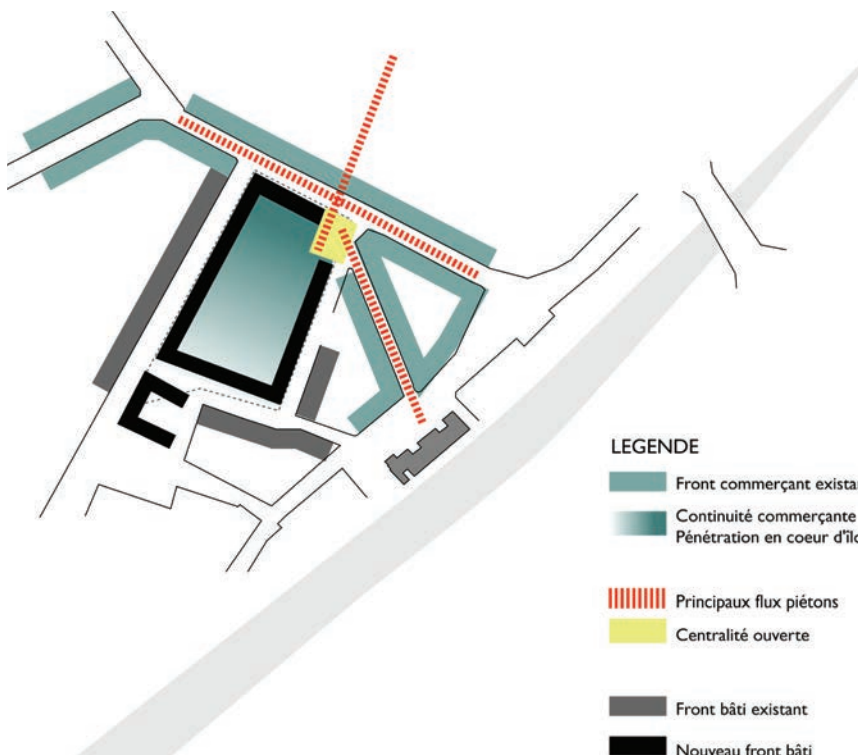 LEGENDE
Front commerçant existan
Continuité commerçante
Pénétration en coeur d'îlo
Principaux flux piétons
Centralité ouverte
Front bâti existant
Nouveau front bâti